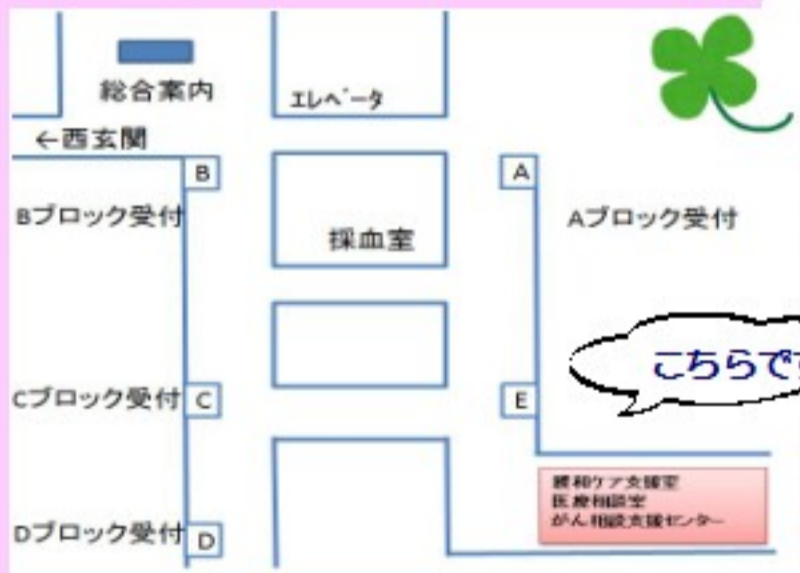 総合案内
エレベータ
←西玄関
B
A
Bブロック受付
採血室
Aブロック受付
こちらです
Cブロック受付
C
E
緩和ケア支援室
医療相談室
がん相談支援センター
Dブロック受付
D